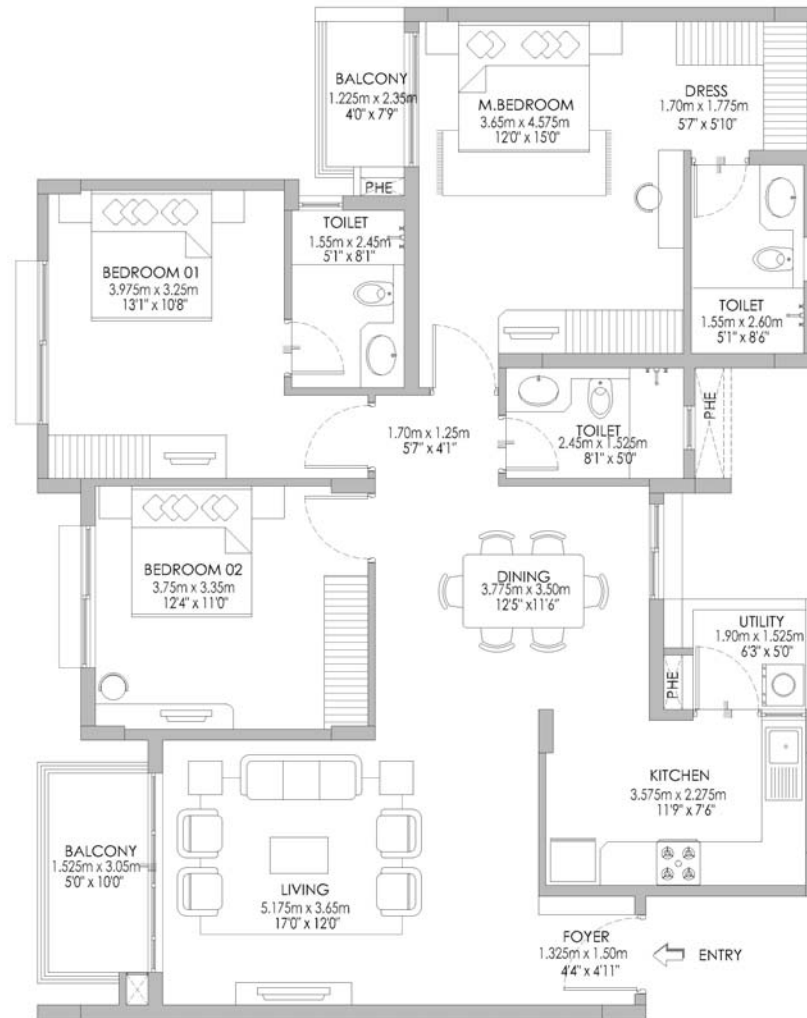 BALCONY
1.225m x 2.35m
4'0" x 7'9"
M.BEDROOM
3.65m x 4.575m
12'0" x 15'0"
DRESS
1.70m x 1.775m
5'7" x 5'10"
PHE
TOILET
1.55m x 2.45m
5'1" x 8'1"
BEDROOM 01
3.975m x 3.25m
13'1" x 10'8"
TOILET
1.55m x 2.60m
5'1" x 8'6"
PHE
1.70m x 1.25m
5'7" x 4'1"
TOILET
2.45m x 1.525m
8'1" x 5'0"
BEDROOM 02
3.75m x 3.35m
12'4" x 11'0"
DINING
3.775m x 3.50m
12'5" x11'6"
UTILITY
1.90m x 1.525m
6'3" x 5'0"
PHE
KITCHEN
3.575m x 2.275m
11'9" x 7'6"
BALCONY
1.525m x 3.05m
5'0" x 10'0"
LIVING
5.175m x 3.65m
17'0" x 12'0"
FOYER
1.325m x 1.50m
4'4" x 4'11"
ENTRY